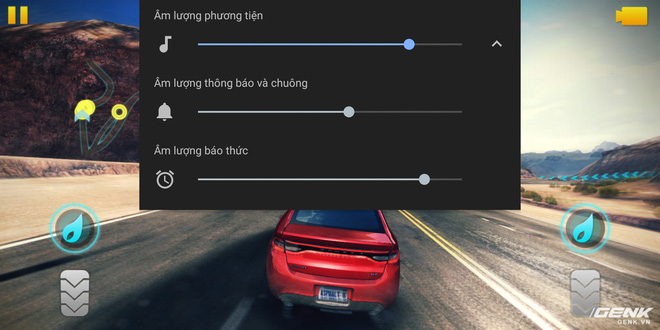 Âm lượng phương tiện
Âm lượng thông báo và chuông
Âm lượng báo thức
GENK
GENK.VN